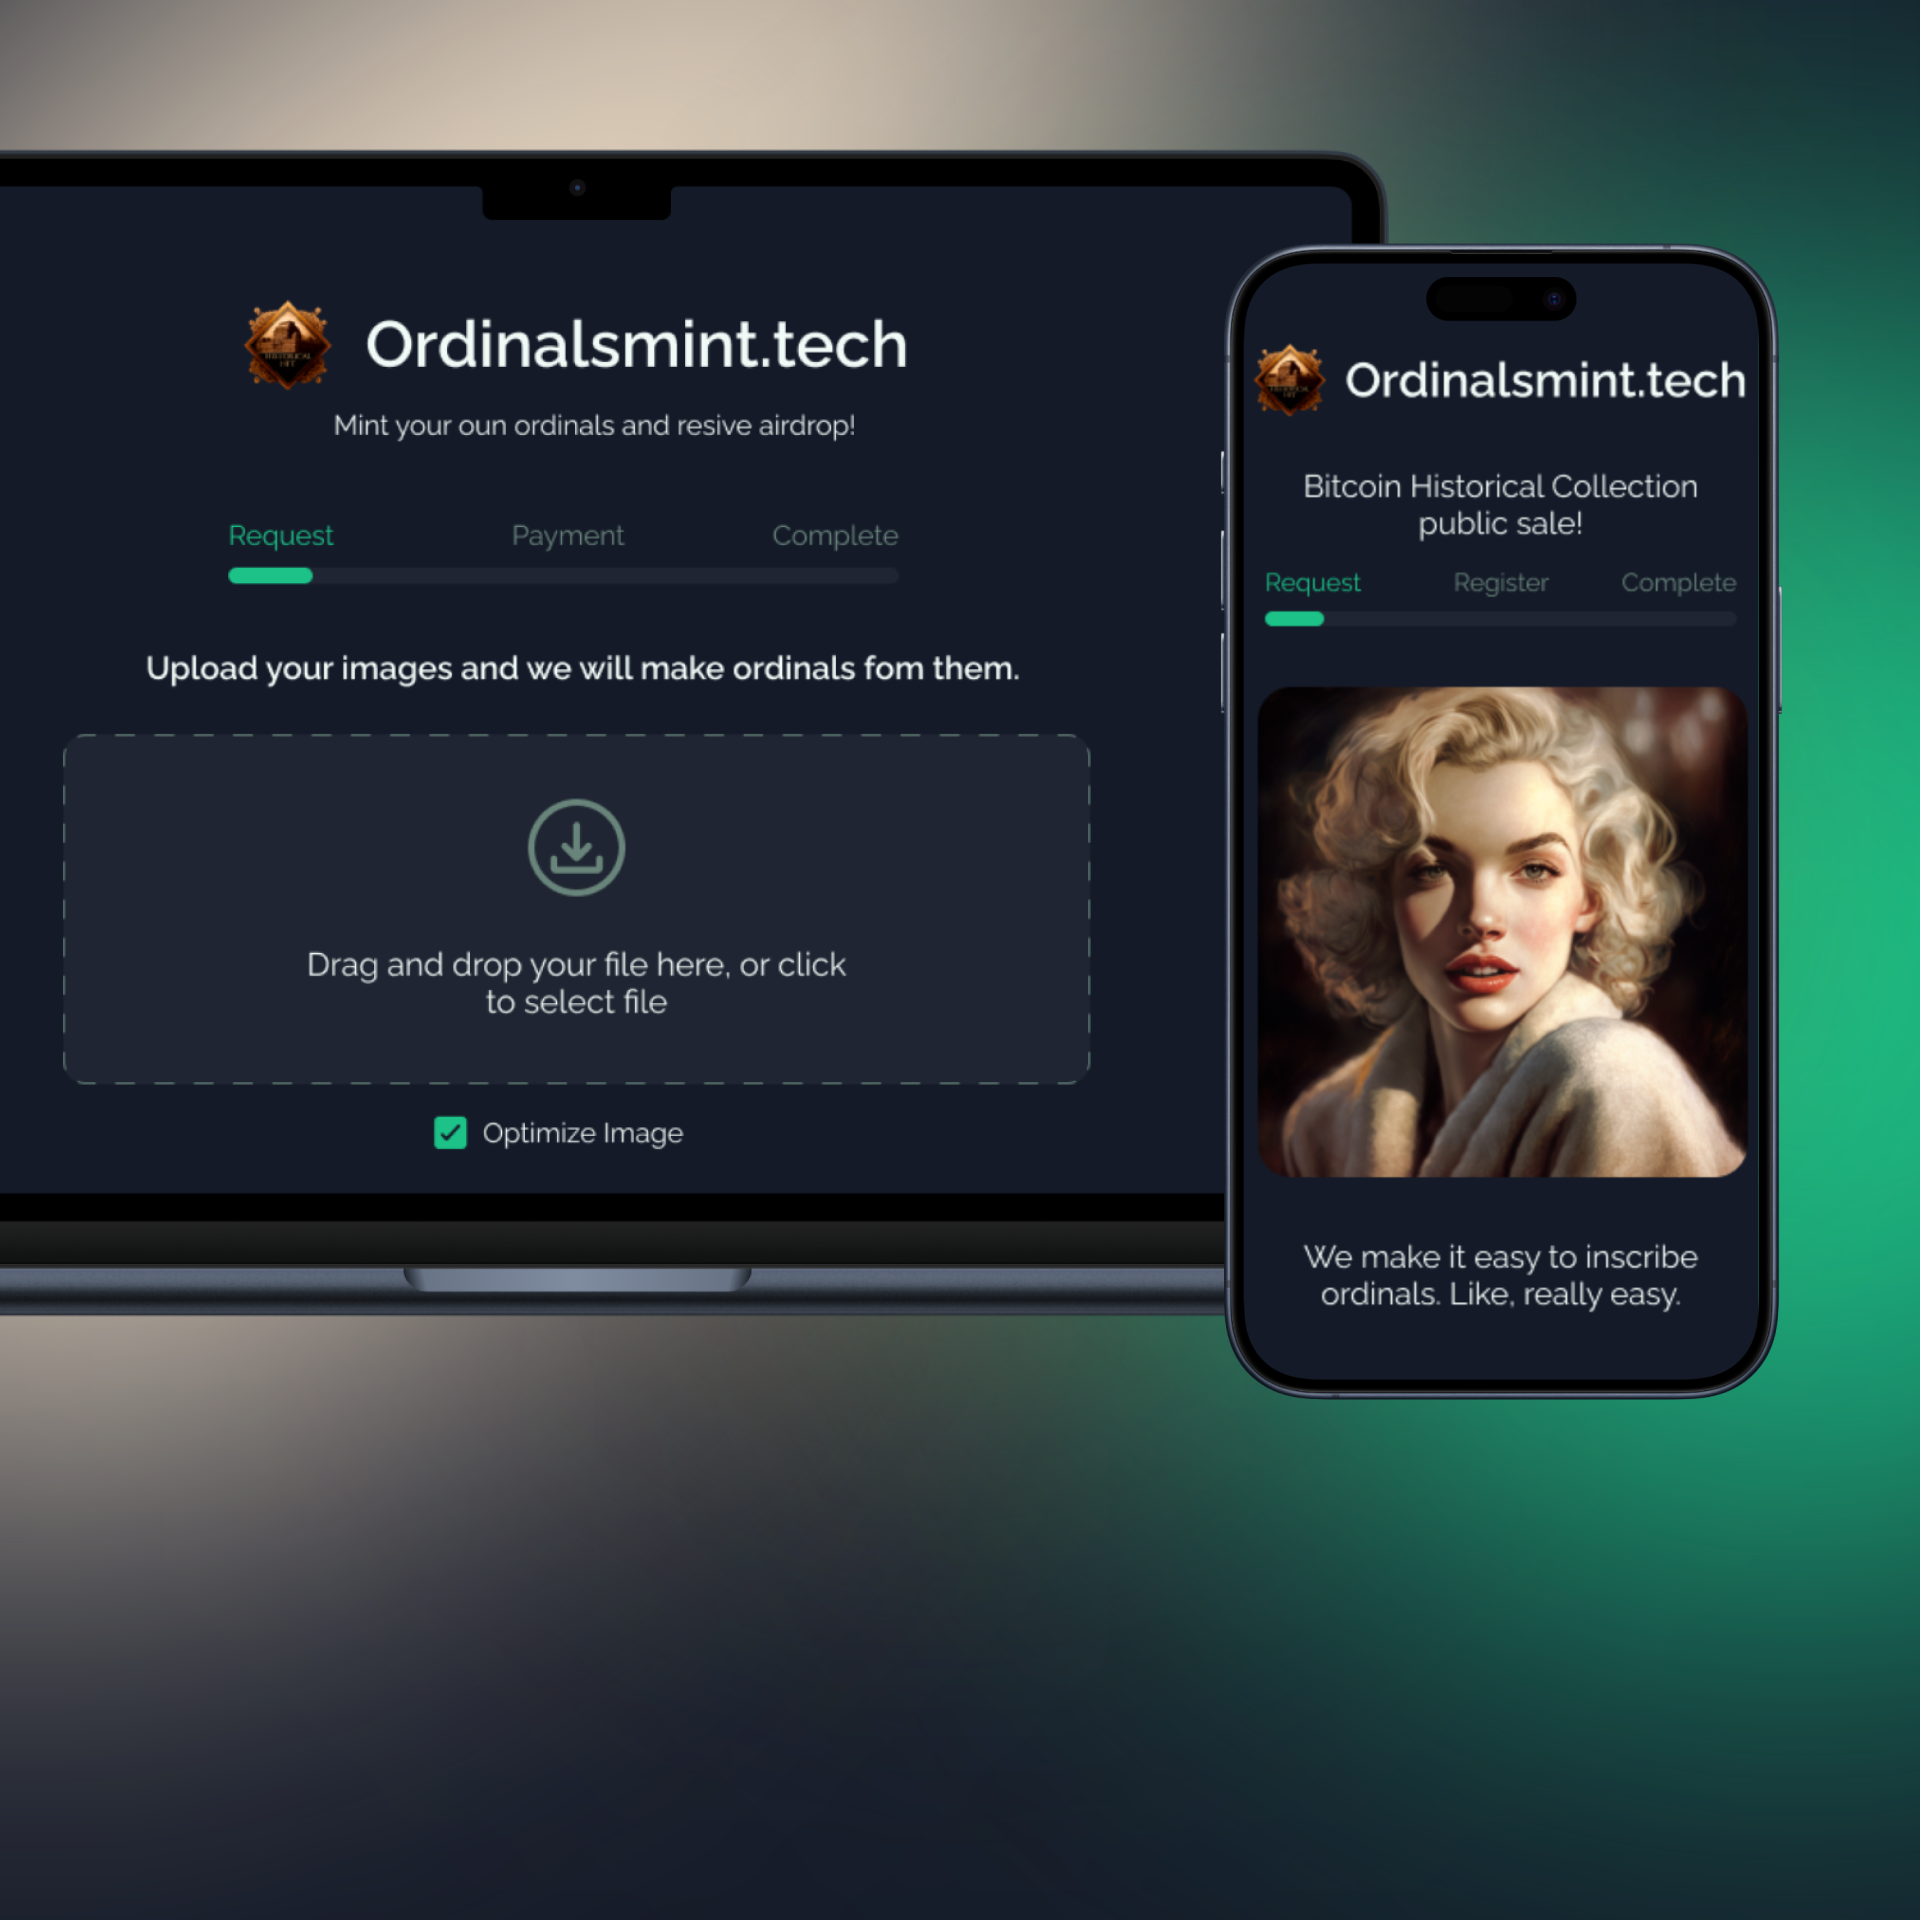 Ordinalsmint.tech
Mint your oun ordinals and resive airdrop!
Request Payment Complete
Upload your images and we will make ordinals fom them.
Drag and drop your file here, or click
to select file
Optimize Image
HISTORICAL
Ordinalsmint.tech
Bitcoin Historical Collection
public sale!
Request Register Complete
We make it easy to inscribe
ordinals. Like, really easy.